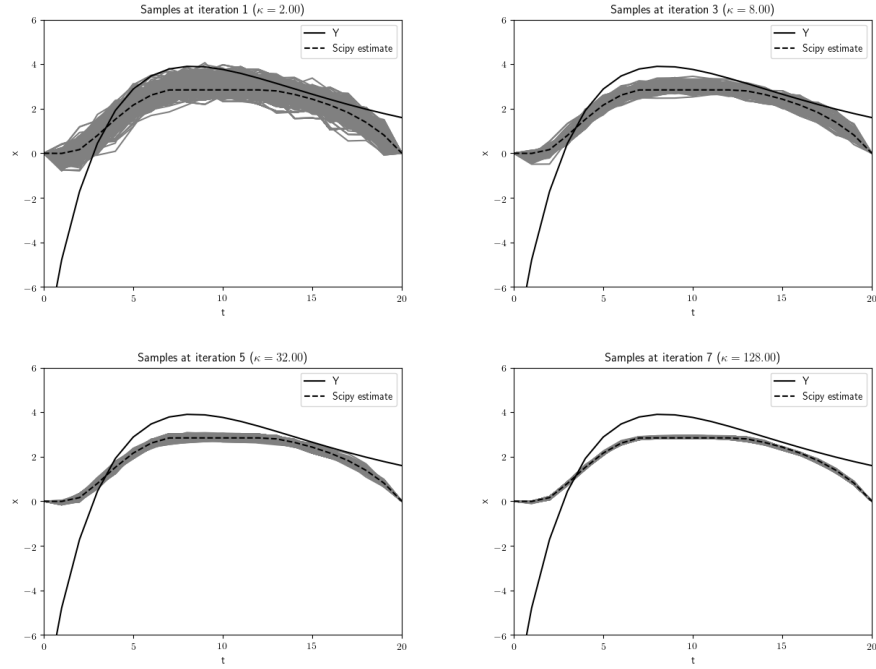 Samples at iteration 1 (κ = 2.00)
Y
Scipy estimate
6
4
2
0
−2
−4
−6
x
0 5 10 15 20
t
Samples at iteration 3 (κ = 8.00)
Y
Scipy estimate
6
4
2
0
−2
−4
−6
x
0 5 10 15 20
t
Samples at iteration 5 (κ = 32.00)
Y
Scipy estimate
6
4
2
0
−2
−4
−6
x
0 5 10 15 20
t
Samples at iteration 7 (κ = 128.00)
Y
Scipy estimate
6
4
2
0
−2
−4
−6
x
0 5 10 15 20
t